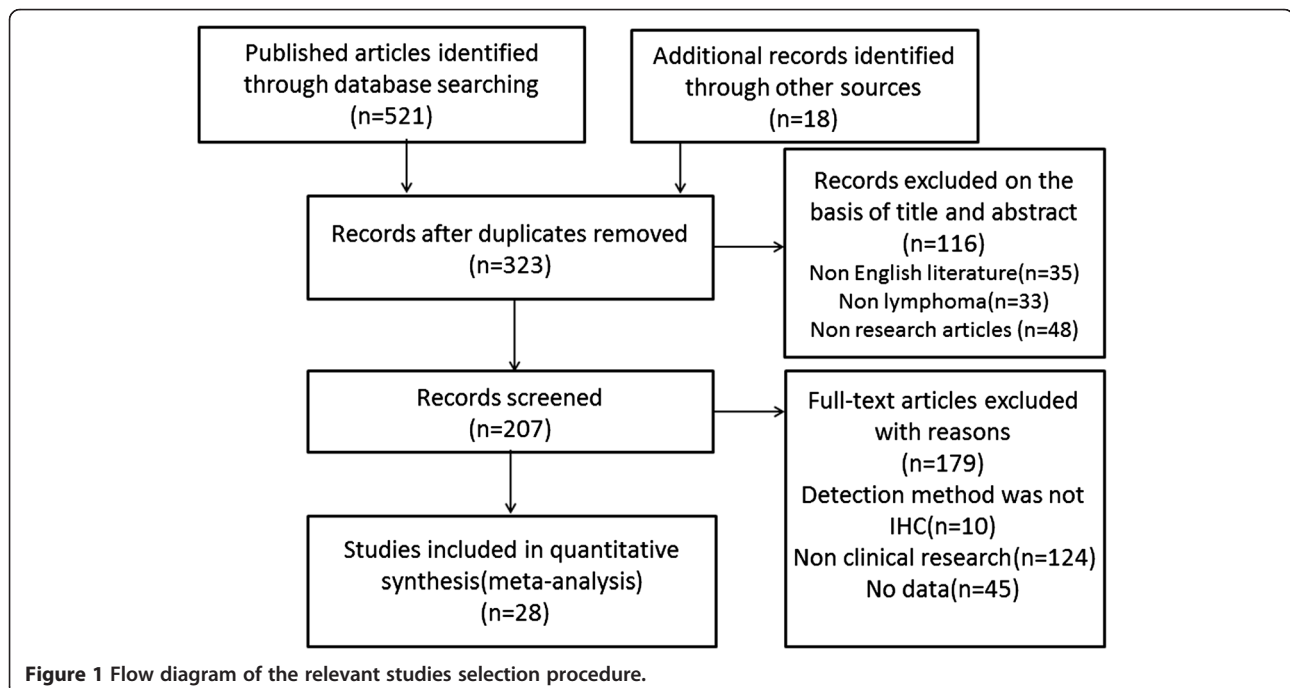 Published articles identified
through database searching
(n=521)
Additional records identified
through other sources
(n=18)
Records after duplicates removed
(n=323)
Records excluded on the
basis of title and abstract
(n=116)
Non English literature(n=35)
Non lymphoma(n=33)
Non research articles (n=48)
Records screened
(n=207)
Full-text articles excluded
with reasons
(n=179)
Detection method was not
IHC(n=10)
Non clinical research(n=124)
No data(n=45)
Studies included in quantitative
synthesis(meta-analysis)
(n=28)
Figure 1 Flow diagram of the relevant studies selection procedure.